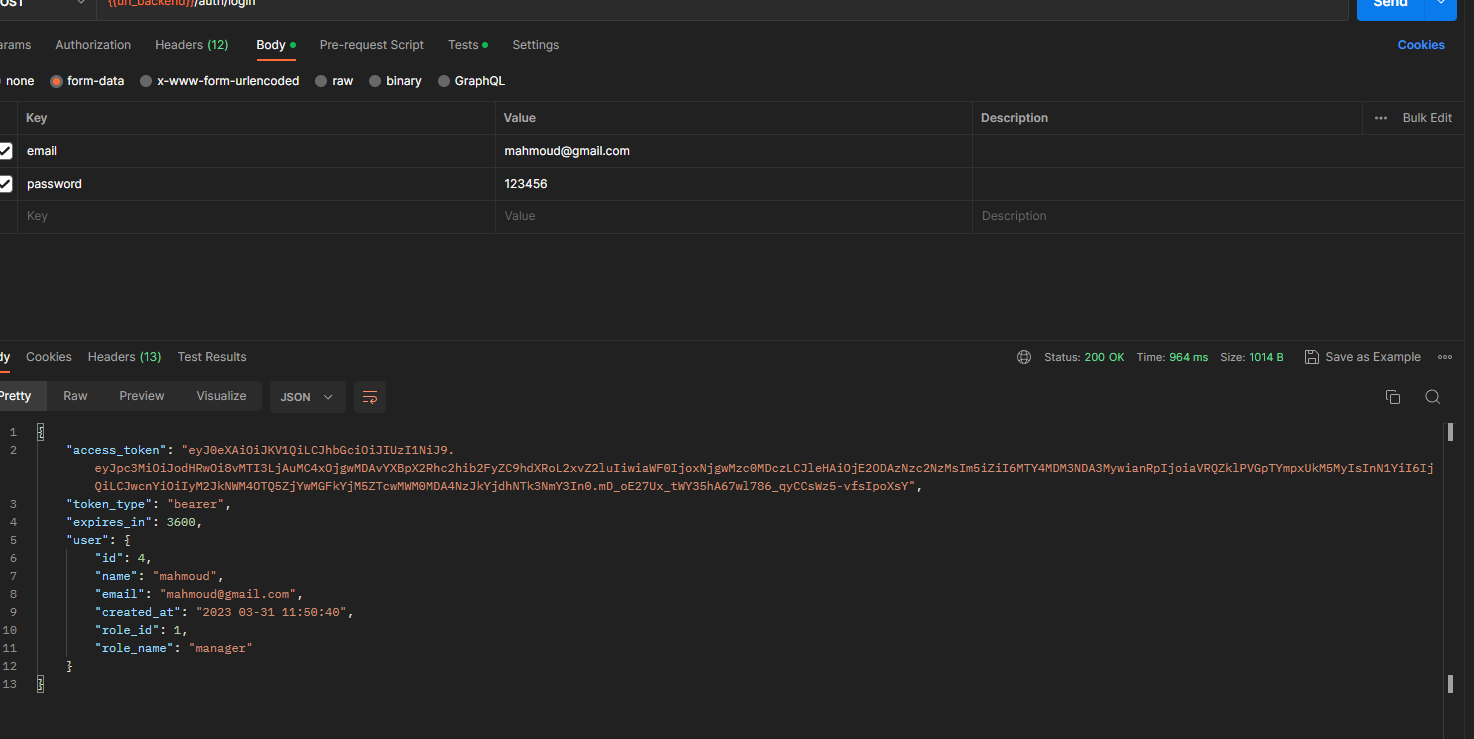 OST
{{url_backend}}/auth/login
Send
arams Authorization Headers (12) Body Pre-request Script Tests Settings Cookies
none form-data x-www-form-urlencoded raw binary GraphQL
Key Value Description Bulk Edit
email mahmoud@gmail.com
password 123456
Key Value Description
dy Cookies Headers (13) Test Results Status: 200 OK Time: 964 ms Size: 1014 B Save as Example
Pretty Raw Preview Visualize JSON
1 {
2 "access_token": "eyJ0eXAiOiJKV1QiLCJhbGciOiJIUzI1NiJ9.
eyJpc3MiOiJodHRwOi8vMTI3LjAuMC4xOjgwMDAvYXBpX2Rhc2hib2FyZC9hdXRoL2xvZ2luIiwiaWF0IjoxNjgwMzc0MDczLCJleHAiOjE2ODAzNzc2NzMsIm5iZiI6MTY4MDM3NDA3MywianRpIjoiaVRQZklPVGpTYmpxUkM5MyIsInN1YiI6Ij
QiLCJwcnYiOiIyM2JkNWM4OTQ5ZjYwMGFkYjM5ZTcwMWM0MDA4NzJkYjdhNTk3NmY3In0.mD_oE27Ux_tWY35hA67wl786_qyCCsWz5-vfsIpoXsY",
3 "token_type": "bearer",
4 "expires_in": 3600,
5 "user": {
6 "id": 4,
7 "name": "mahmoud",
8 "email": "mahmoud@gmail.com",
9 "created_at": "2023 03-31 11:50:40",
10 "role_id": 1,
11 "role_name": "manager"
12 }
13 }